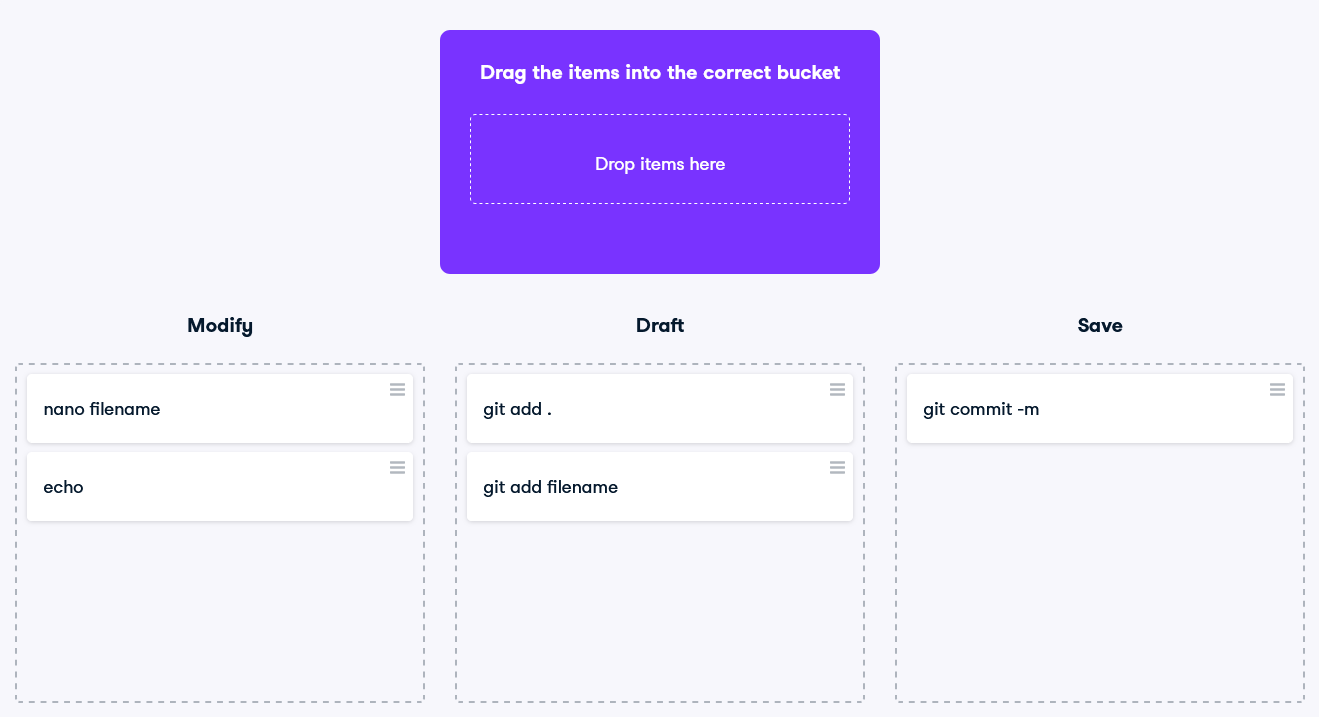 Drag the items into the correct bucket
Drop items here
Modify
nano filename
echo
Draft
git add .
git add filename
Save
git commit -m